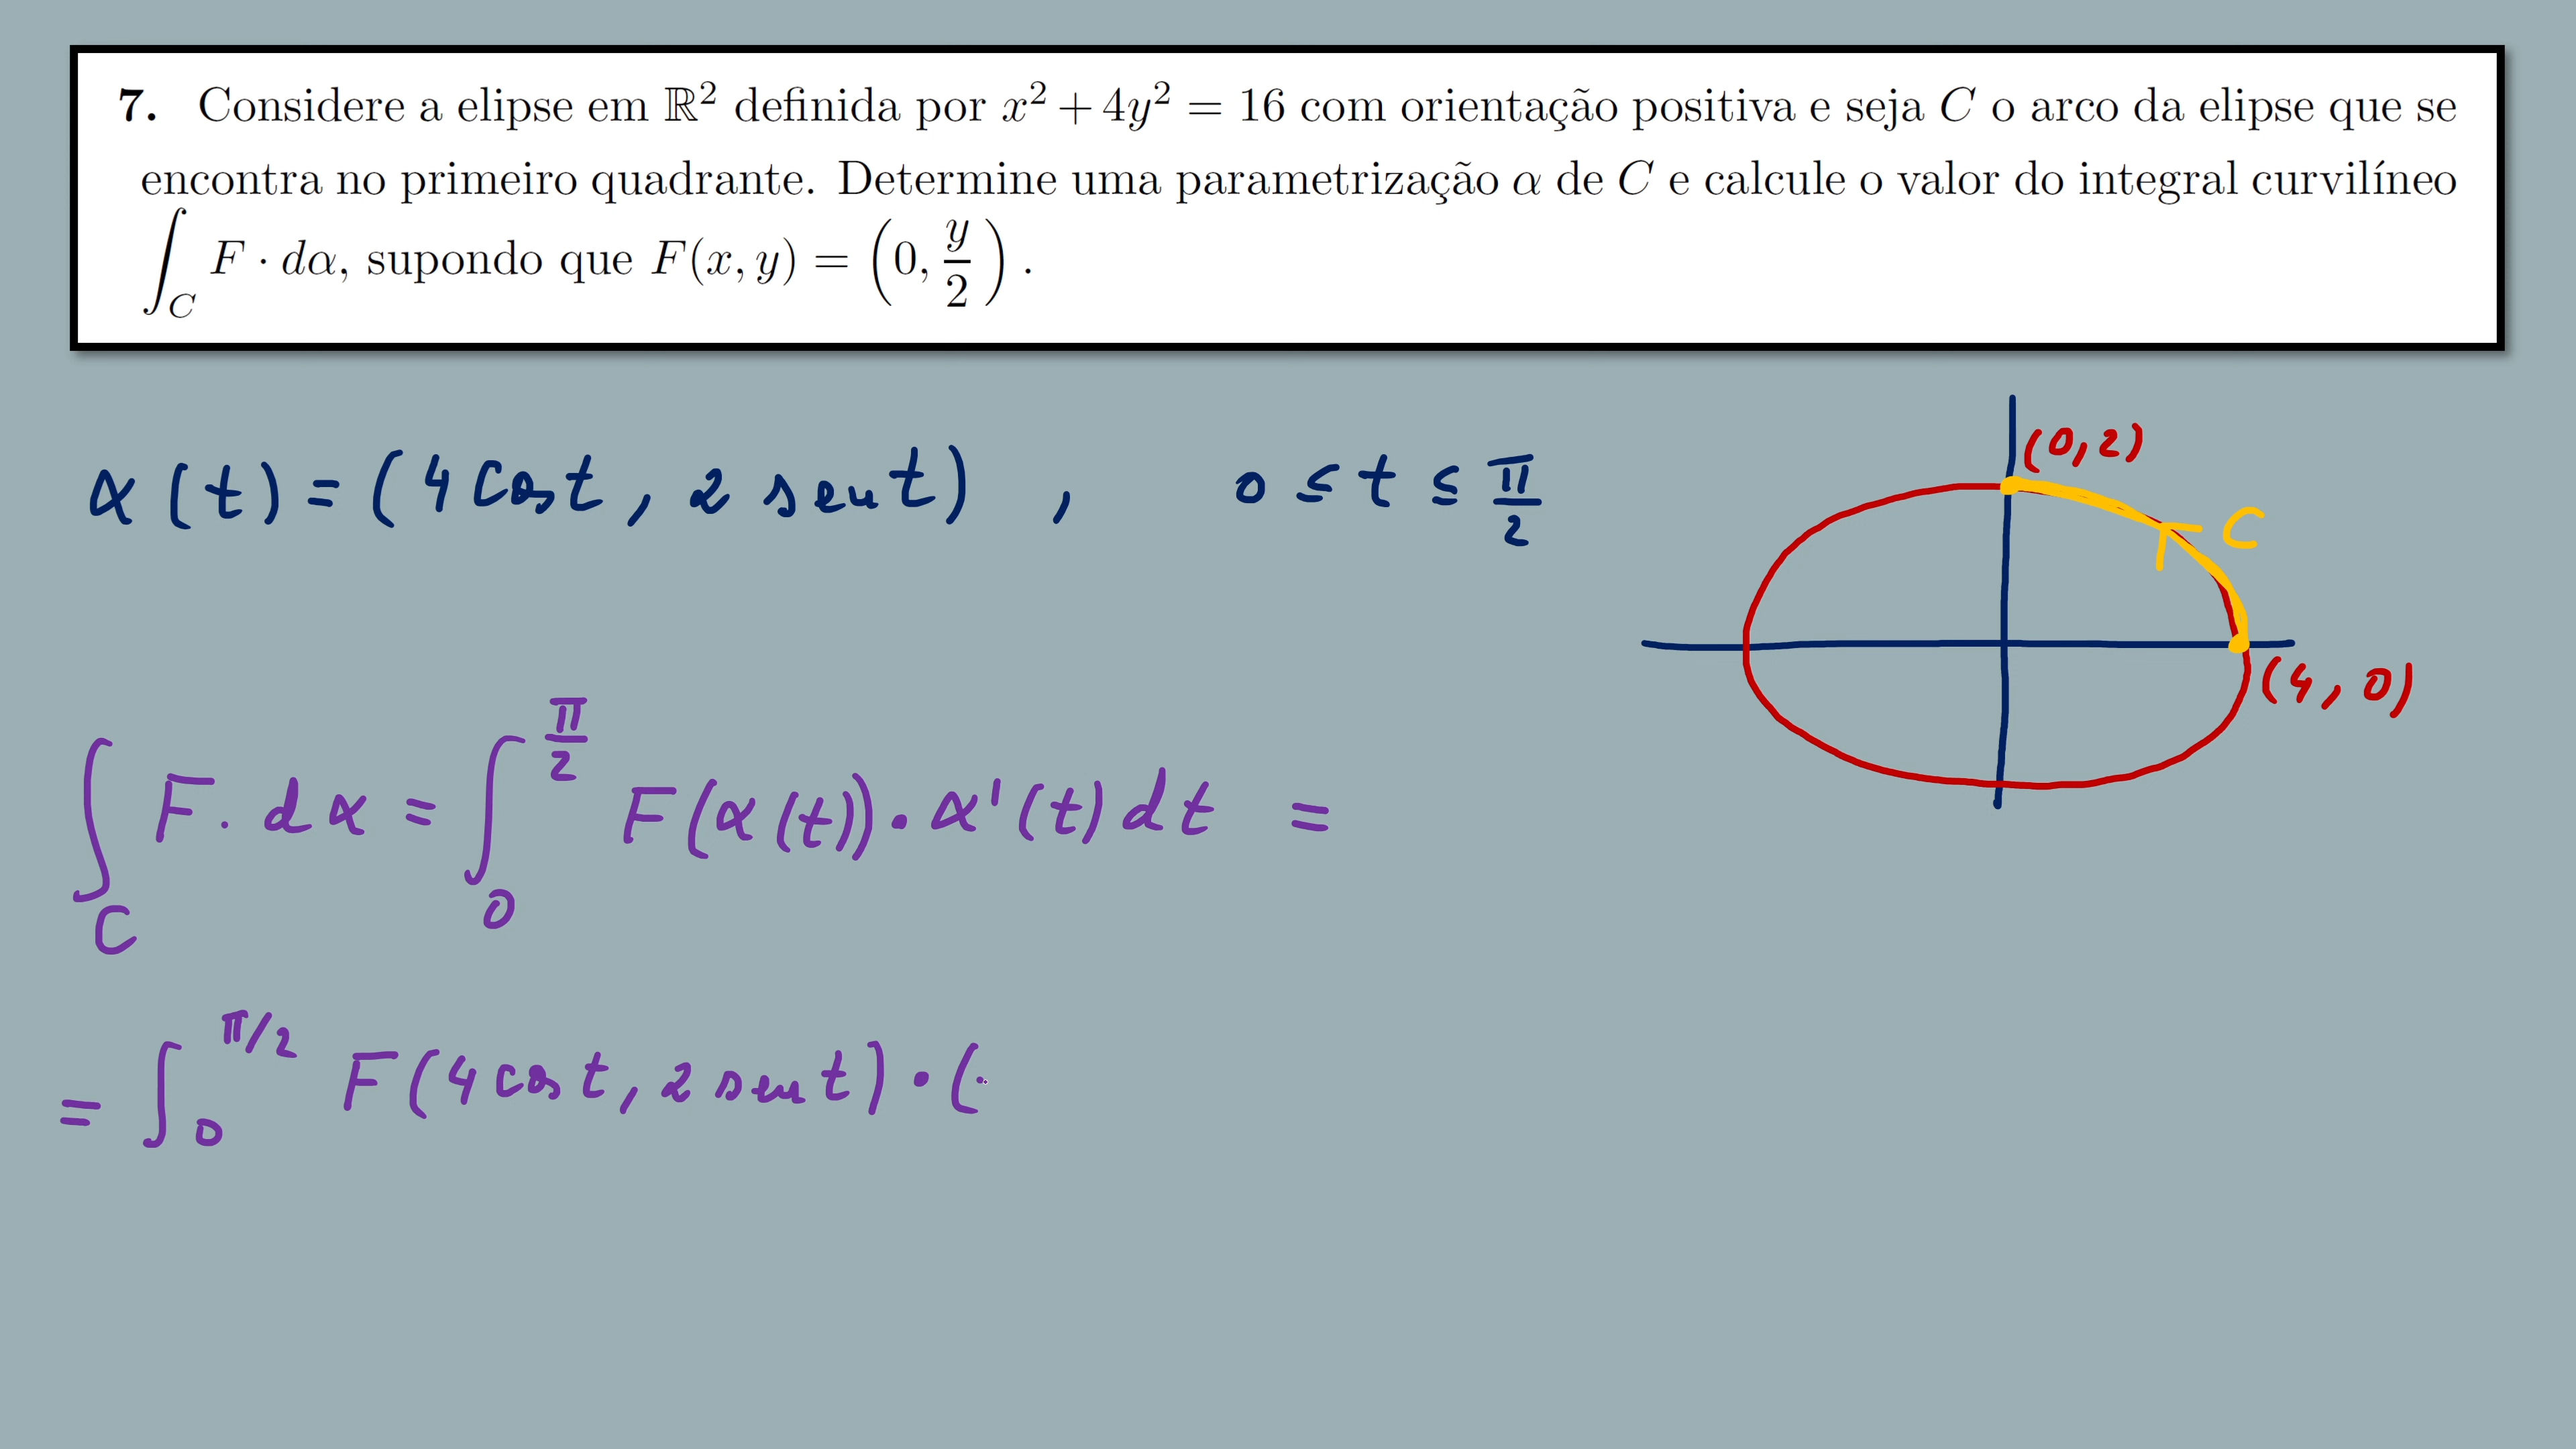 7. Considere a elipse em ℝ² definida por x² + 4y² = 16 com orientação positiva e seja C o arco da elipse que se
encontra no primeiro quadrante. Determine uma parametrização α de C e calcule o valor do integral curvilíneo
∫_C F · dα, supondo que F(x, y) = (0, y/2).
α(t) = (4 cos t, 2 sen t) , 0 ≤ t ≤ π/2
(0,2)
C
(4,0)
∫_C F. dα = ∫_0^{π/2} F(α(t)) · α'(t) dt =
= ∫_0^{π/2} F(4 cos t, 2 sen t) · (